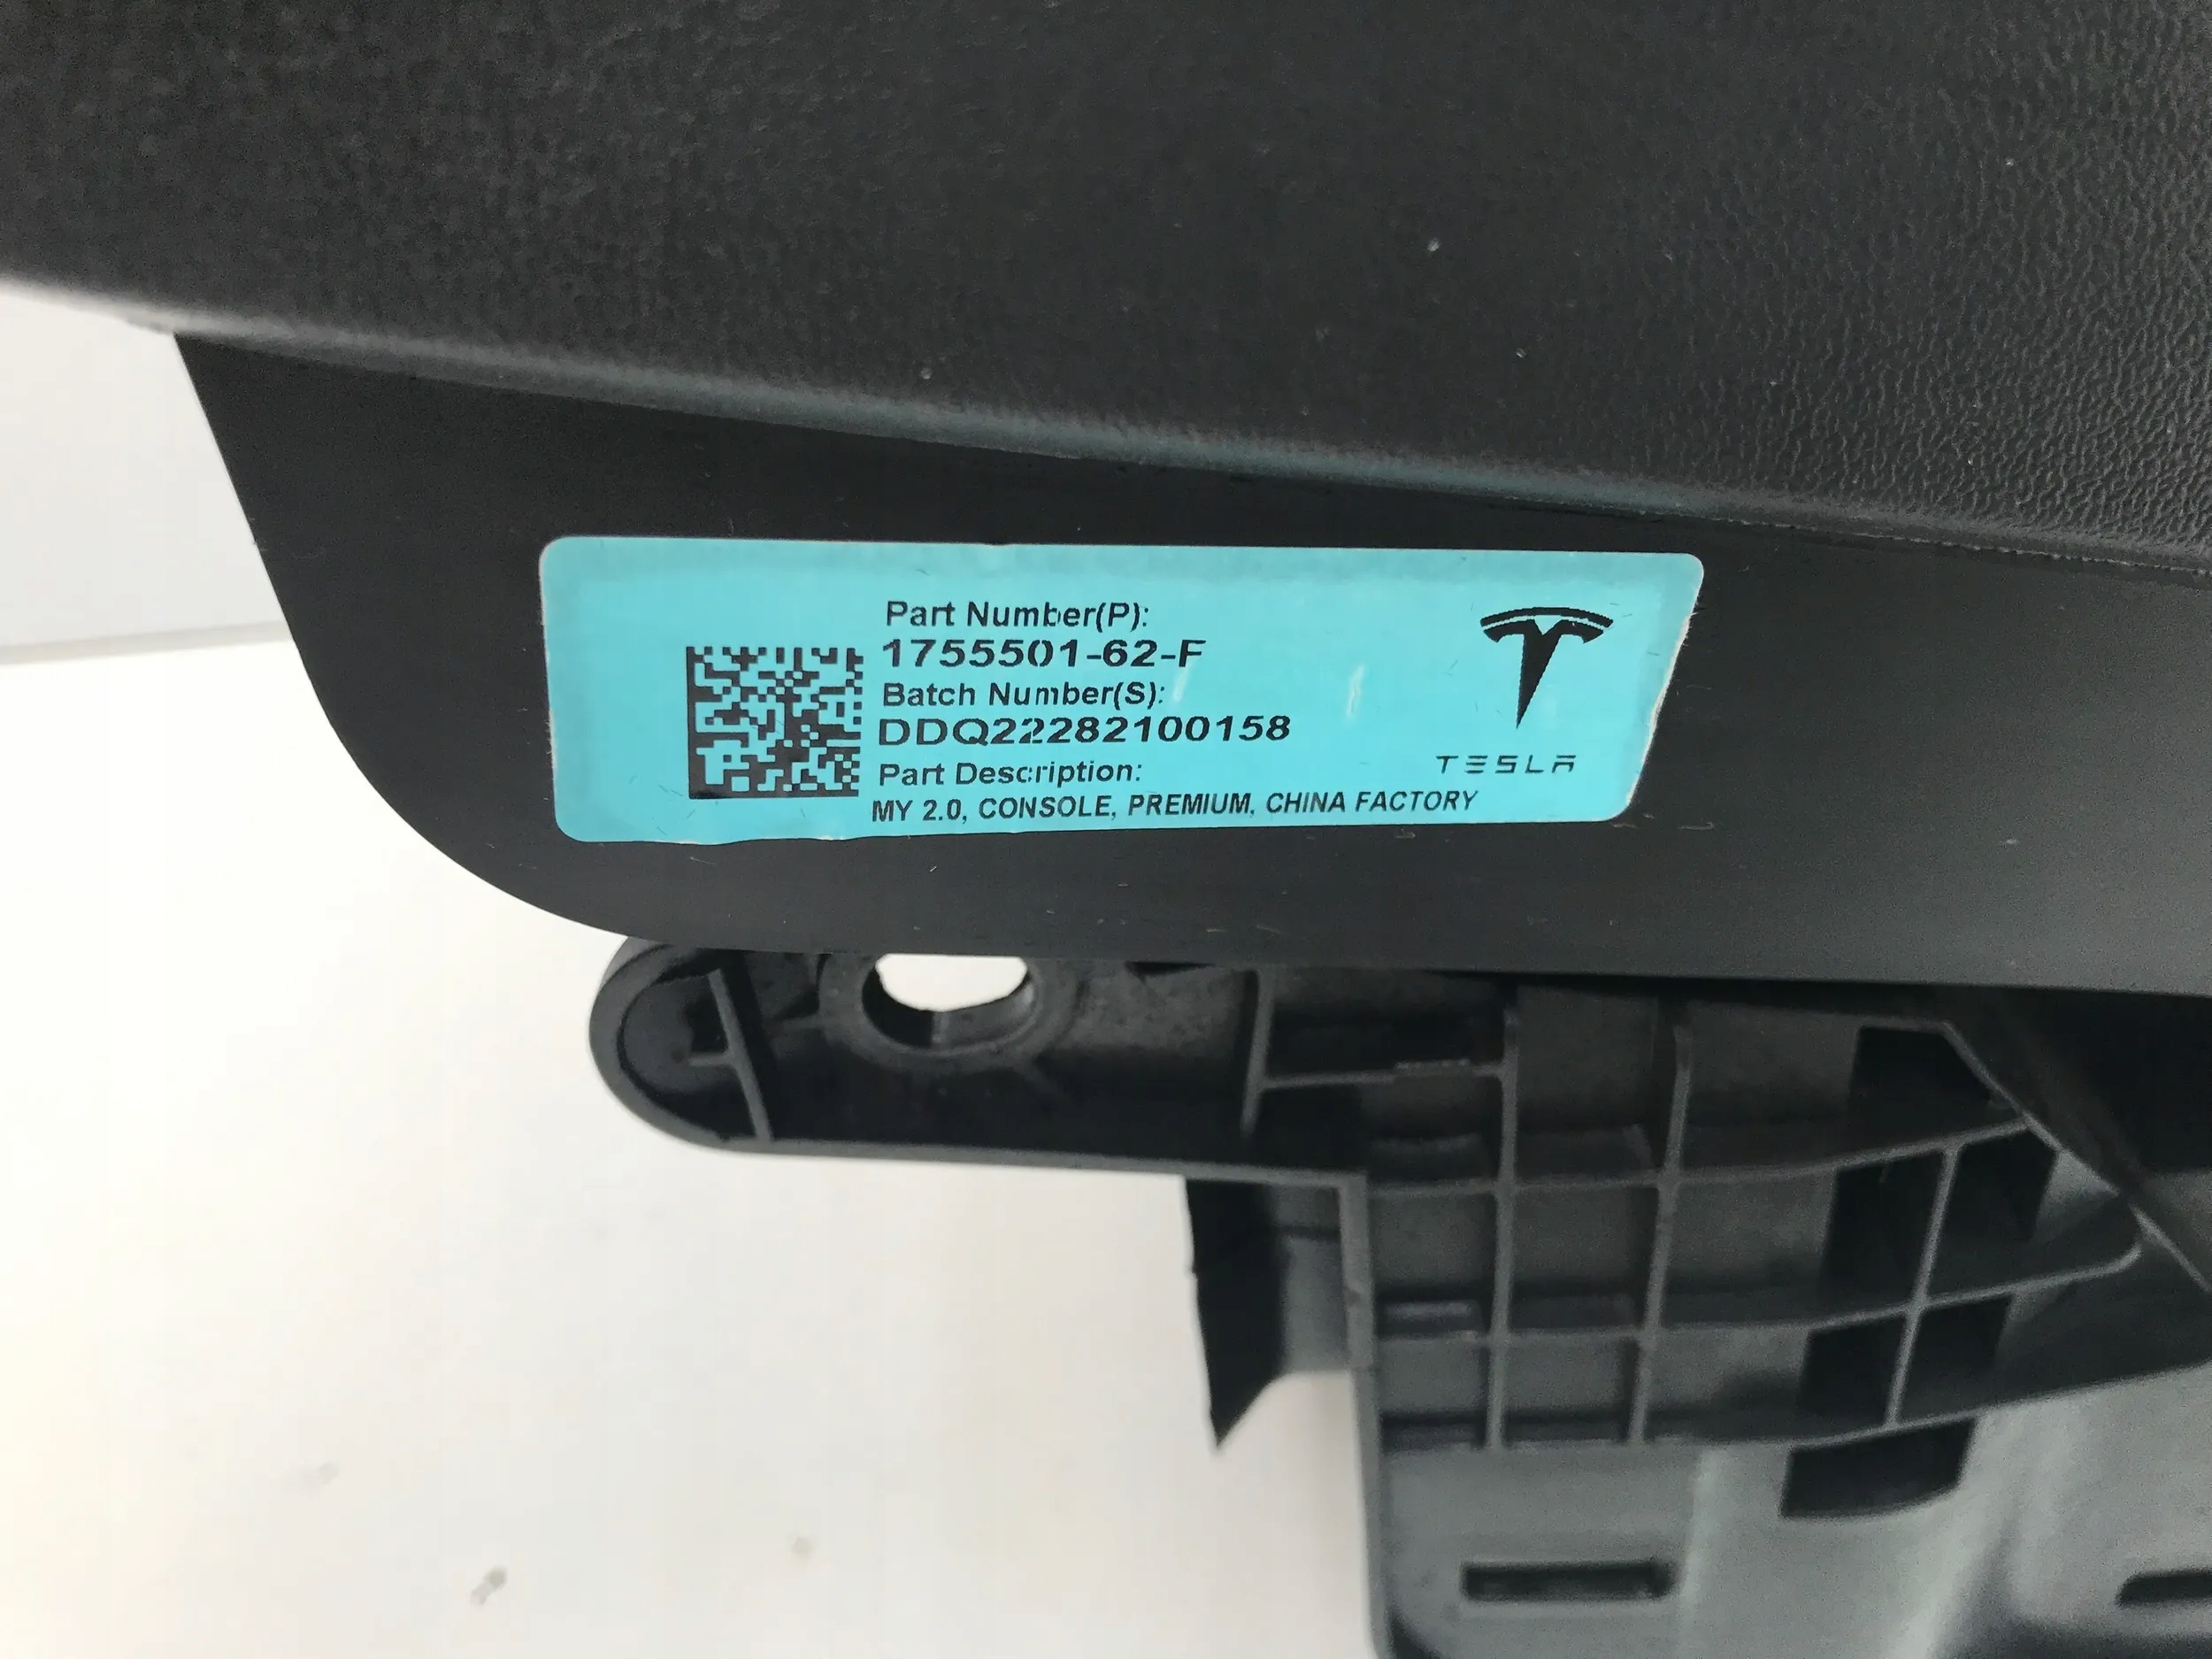 Part Number(P):
1755501-62-F
Batch Number(S):
DDQ22282100158
Part Description:
MY 2.0, CONSOLE, PREMIUM, CHINA FACTORY
TESLA